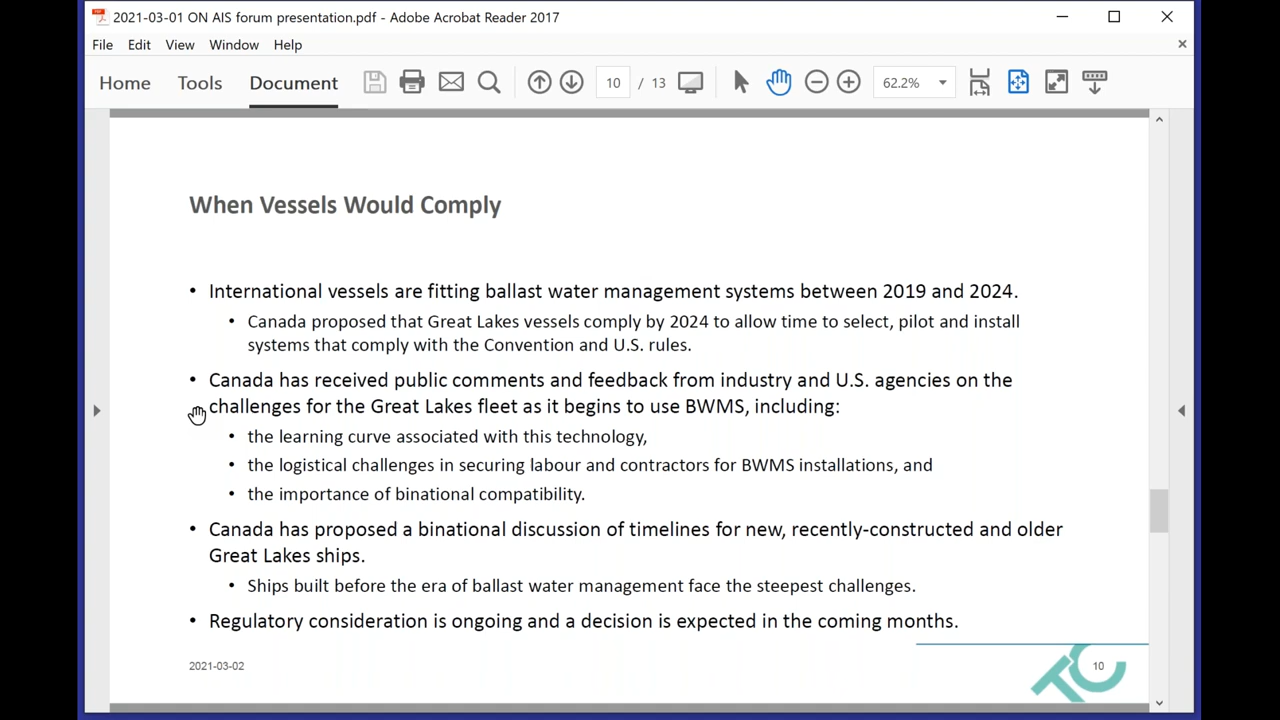 2021-03-01 ON AIS forum presentation.pdf - Adobe Acrobat Reader 2017
File Edit View Window Help
Home Tools Document 10 / 13 62.2%
When Vessels Would Comply
• International vessels are fitting ballast water management systems between 2019 and 2024.
• Canada proposed that Great Lakes vessels comply by 2024 to allow time to select, pilot and install
systems that comply with the Convention and U.S. rules.
• Canada has received public comments and feedback from industry and U.S. agencies on the
challenges for the Great Lakes fleet as it begins to use BWMS, including:
• the learning curve associated with this technology,
• the logistical challenges in securing labour and contractors for BWMS installations, and
• the importance of binational compatibility.
• Canada has proposed a binational discussion of timelines for new, recently-constructed and older
Great Lakes ships.
• Ships built before the era of ballast water management face the steepest challenges.
• Regulatory consideration is ongoing and a decision is expected in the coming months.
2021-03-02
10